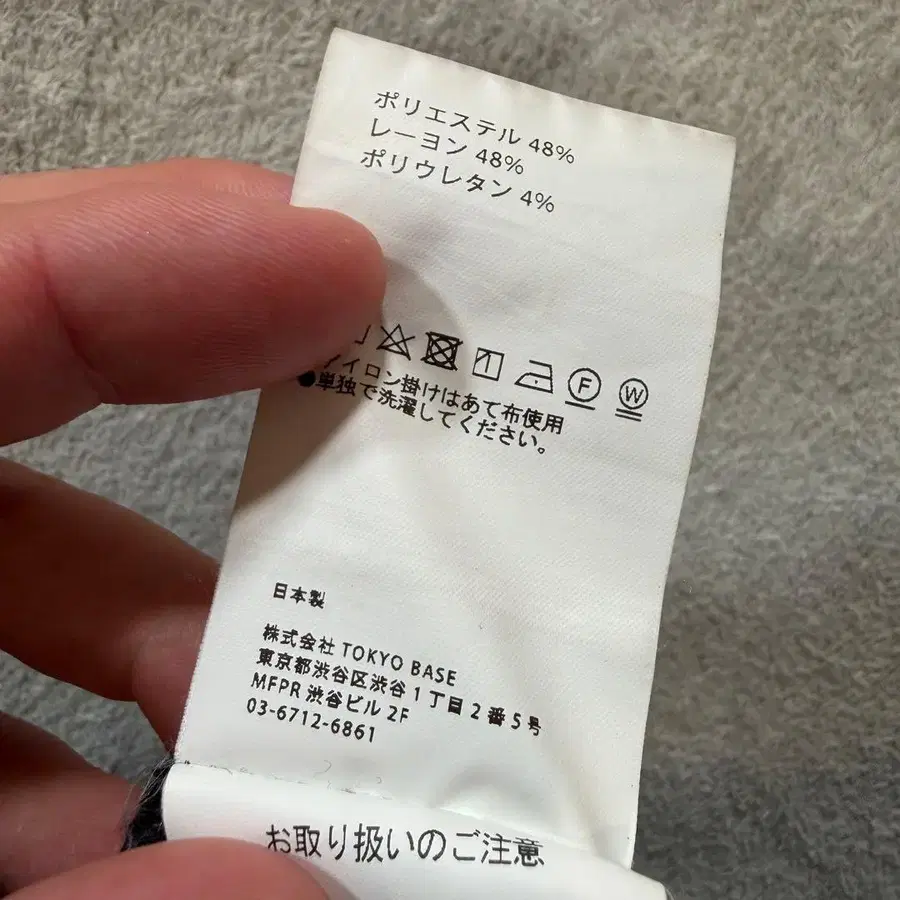 ポリエステル 48%
レーヨン 48%
ポリウレタン 4%
F W
アイロン掛けはあて布使用
●単独で洗濯してください。
日本製
株式会社 TOKYO BASE
東京都渋谷区渋谷1丁目2番5号
MFPR 渋谷ビル 2F
03-6712-6861
お取り扱いのご注意